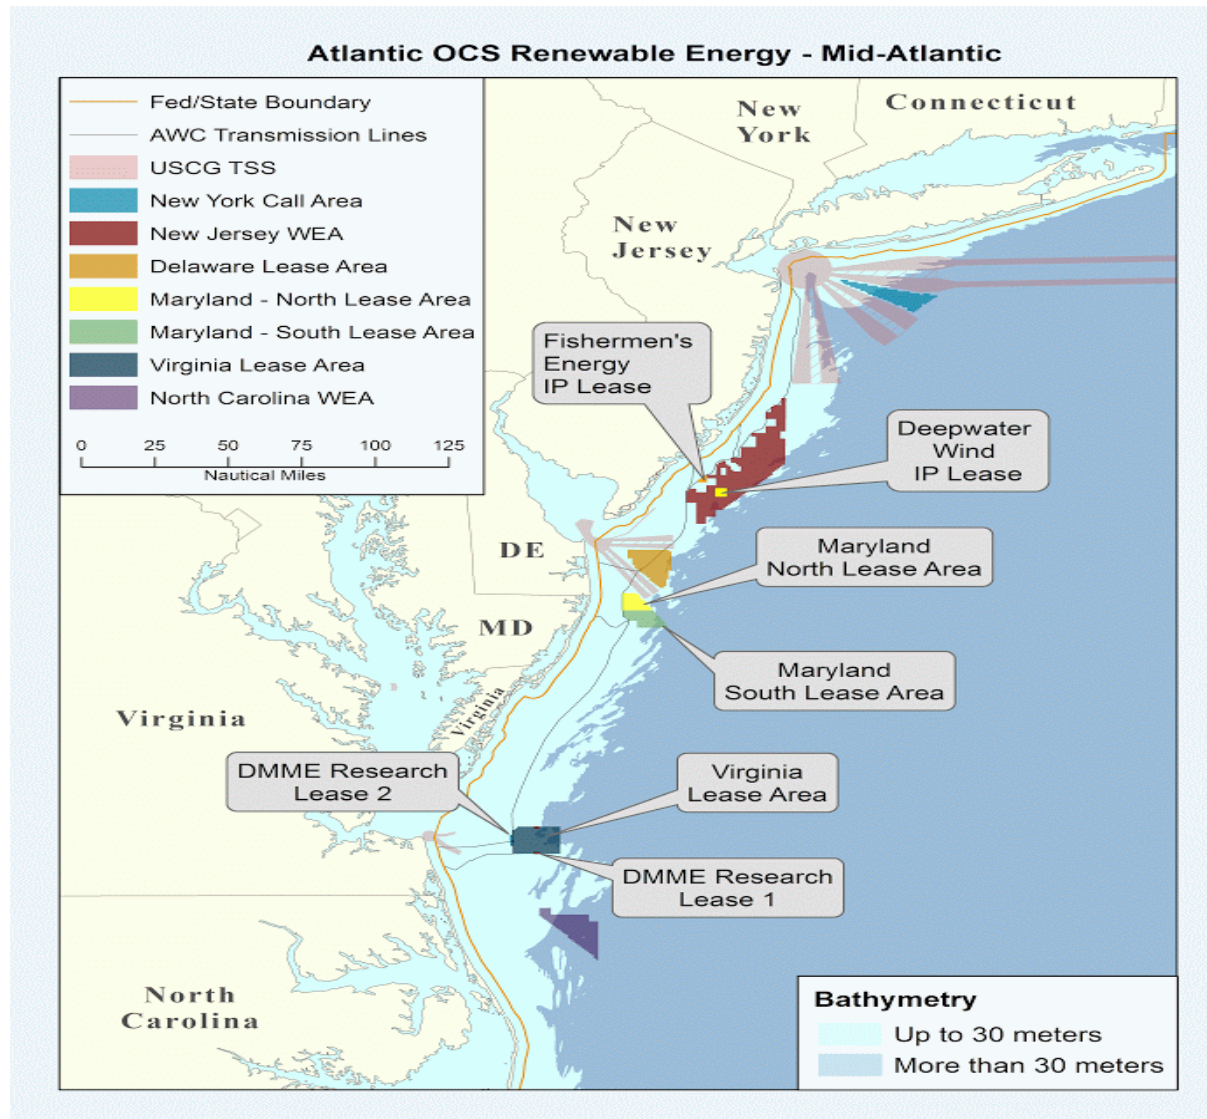 Atlantic OCS Renewable Energy - Mid-Atlantic
Fed/State Boundary
AWC Transmission Lines
USCG TSS
New York Call Area
New Jersey WEA
Delaware Lease Area
Maryland - North Lease Area
Maryland - South Lease Area
Virginia Lease Area
North Carolina WEA
0 25 50 75 100 125
Nautical Miles
New
York
Connecticut
New
Jersey
Fishermen's
Energy
IP Lease
Deepwater
Wind
IP Lease
DE
Maryland
North Lease Area
MD
Maryland
South Lease Area
Virginia
Virginia
DMME Research
Lease 2
Virginia
Lease Area
DMME Research
Lease 1
North
Carolina
Bathymetry
Up to 30 meters
More than 30 meters